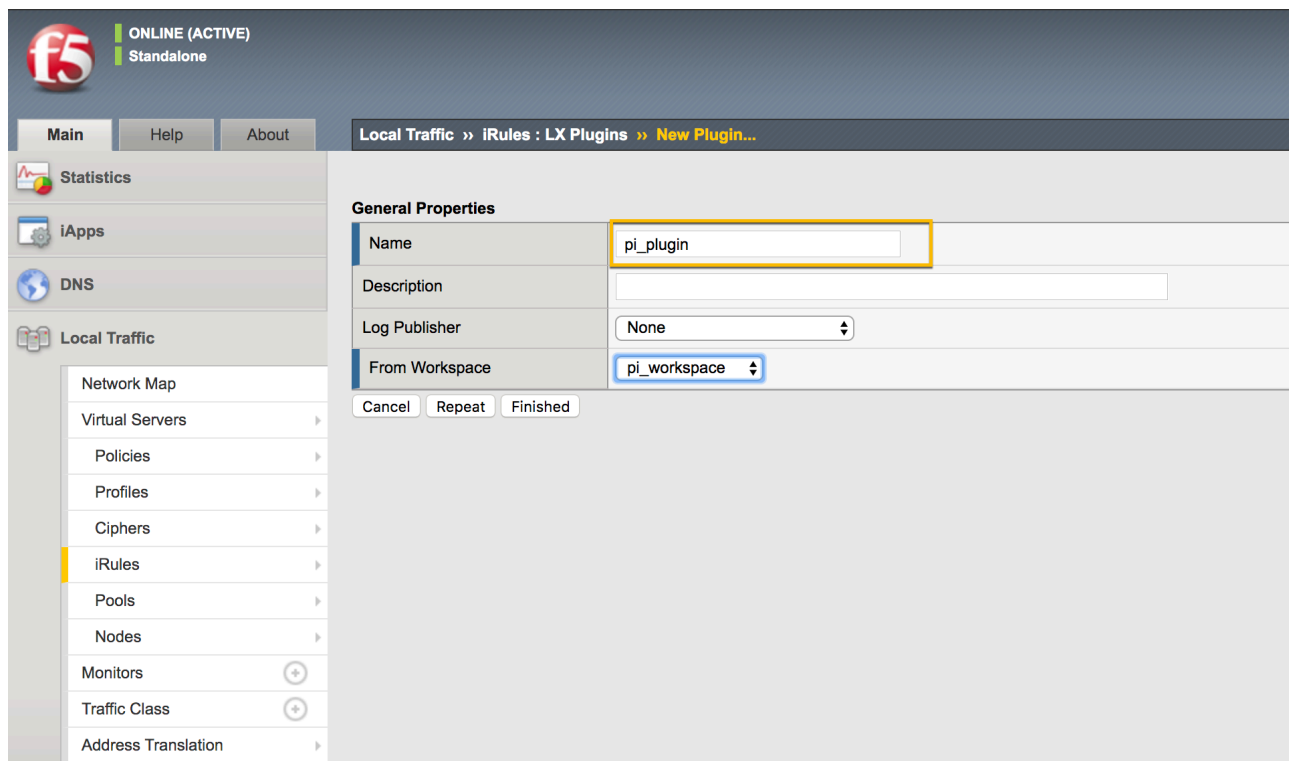 f5
ONLINE (ACTIVE)
Standalone
Main
Help
About
Local Traffic ›› iRules : LX Plugins ›› New Plugin...
Statistics
iApps
DNS
Local Traffic
Network Map
Virtual Servers
Policies
Profiles
Ciphers
iRules
Pools
Nodes
Monitors
Traffic Class
Address Translation
General Properties
Name
pi_plugin
Description
Log Publisher
None
From Workspace
pi_workspace
Cancel
Repeat
Finished